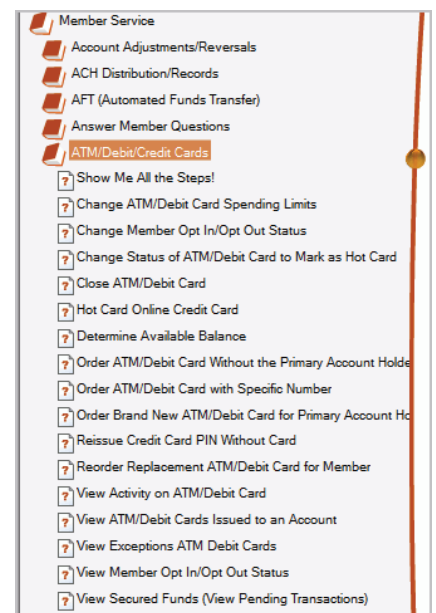 Member Service
Account Adjustments/Reversals
ACH Distribution/Records
AFT (Automated Funds Transfer)
Answer Member Questions
ATM/Debit/Credit Cards
Show Me All the Steps!
Change ATM/Debit Card Spending Limits
Change Member Opt In/Opt Out Status
Change Status of ATM/Debit Card to Mark as Hot Card
Close ATM/Debit Card
Hot Card Online Credit Card
Determine Available Balance
Order ATM/Debit Card Without the Primary Account Holde
Order ATM/Debit Card with Specific Number
Order Brand New ATM/Debit Card for Primary Account Ho
Reissue Credit Card PIN Without Card
Reorder Replacement ATM/Debit Card for Member
View Activity on ATM/Debit Card
View ATM/Debit Cards Issued to an Account
View Exceptions ATM Debit Cards
View Member Opt In/Opt Out Status
View Secured Funds (View Pending Transactions)